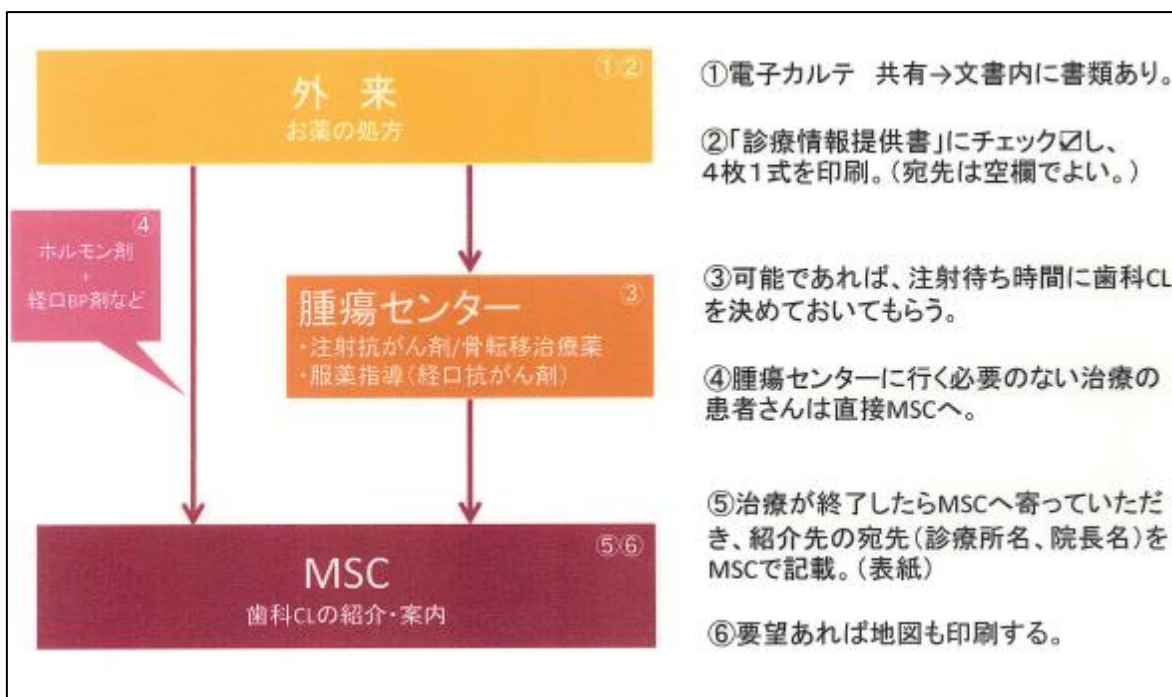 ①②
外 来
お薬の処方
④
ホルモン剤
+
経口BP剤など
③
腫瘍センター
・注射抗がん剤/骨転移治療薬
・服薬指導(経口抗がん剤)
⑤⑥
MSC
歯科CLの紹介・案内
①電子カルテ 共有→文書内に書類あり。
②「診療情報提供書」にチェック☑し、
4枚1式を印刷。(宛先は空欄でよい。)
③可能であれば、注射待ち時間に歯科CL
を決めておいてもらう。
④腫瘍センターに行く必要のない治療の
患者さんは直接MSCへ。
⑤治療が終了したらMSCへ寄っていただ
き、紹介先の宛先(診療所名、院長名)を
MSCで記載。(表紙)
⑥要望あれば地図も印刷する。